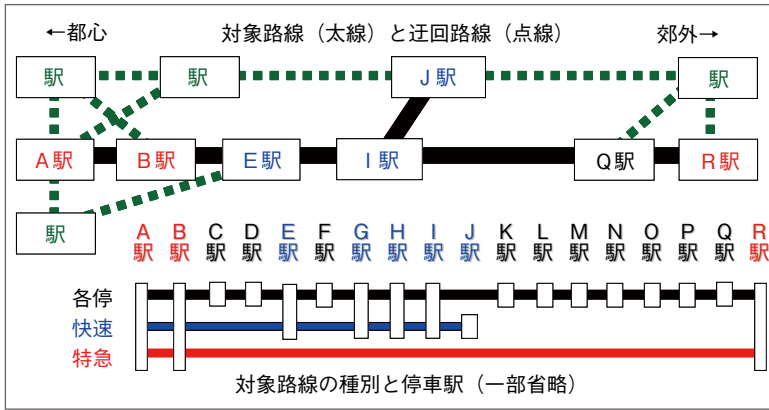 ←都心 対象路線（太線）と迂回路線（点線） 郊外→
駅 駅 J駅 駅
A駅 B駅 E駅 I駅 Q駅 R駅
駅
A駅 B駅 C駅 D駅 E駅 F駅 G駅 H駅 I駅 J駅 K駅 L駅 M駅 N駅 O駅 P駅 Q駅 R駅
各停
快速
特急
対象路線の種別と停車駅（一部省略）